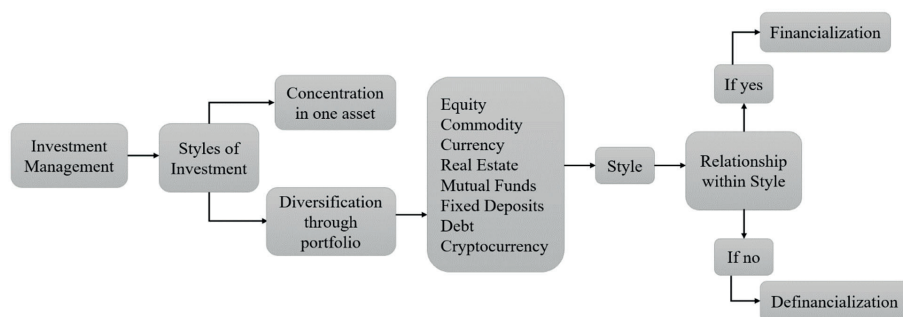 Investment
Management
Styles of
Investment
Concentration
in one asset
Diversification
through
portfolio
Equity
Commodity
Currency
Real Estate
Mutual Funds
Fixed Deposits
Debt
Cryptocurrency
Style
Relationship
within Style
If yes
Financialization
If no
Definancialization